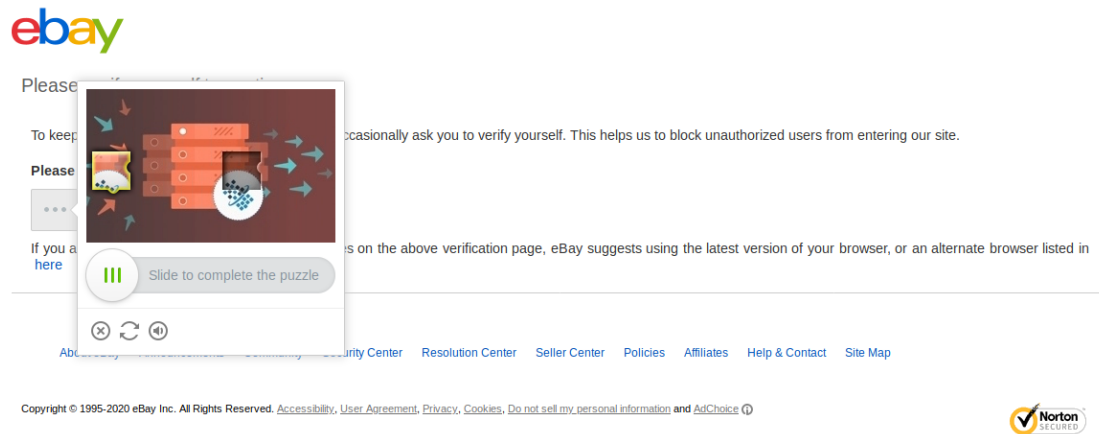 ebay
Please
To keep ccasionally ask you to verify yourself. This helps us to block unauthorized users from entering our site.
Please
If you a s on the above verification page, eBay suggests using the latest version of your browser, or an alternate browser listed in
here
Slide to complete the puzzle
About eBay Announcements Community Security Center Resolution Center Seller Center Policies Affiliates Help & Contact Site Map
Copyright © 1995-2020 eBay Inc. All Rights Reserved. Accessibility, User Agreement, Privacy, Cookies, Do not sell my personal information and AdChoice
Norton
SECURED